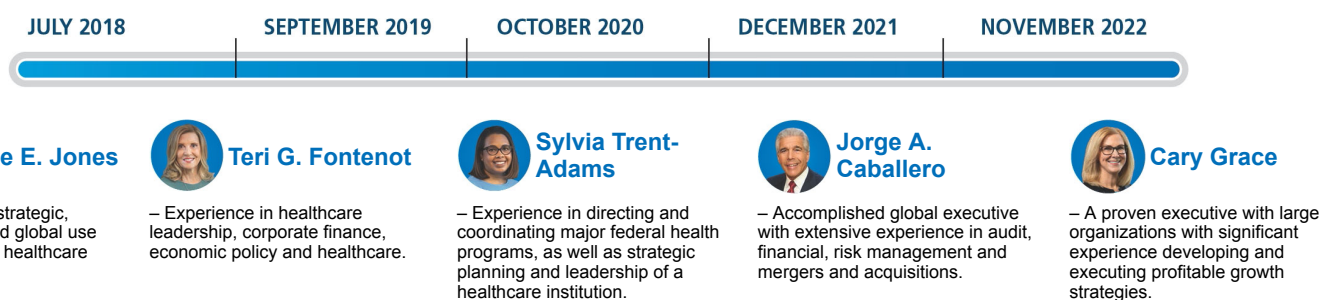 JULY 2018
SEPTEMBER 2019
OCTOBER 2020
DECEMBER 2021
NOVEMBER 2022
E. Jones
strategic,
global use
healthcare
Teri G. Fontenot
– Experience in healthcare
leadership, corporate finance,
economic policy and healthcare.
Sylvia Trent-
Adams
– Experience in directing and
coordinating major federal health
programs, as well as strategic
planning and leadership of a
healthcare institution.
Jorge A.
Caballero
– Accomplished global executive
with extensive experience in audit,
financial, risk management and
mergers and acquisitions.
Cary Grace
– A proven executive with large
organizations with significant
experience developing and
executing profitable growth
strategies.